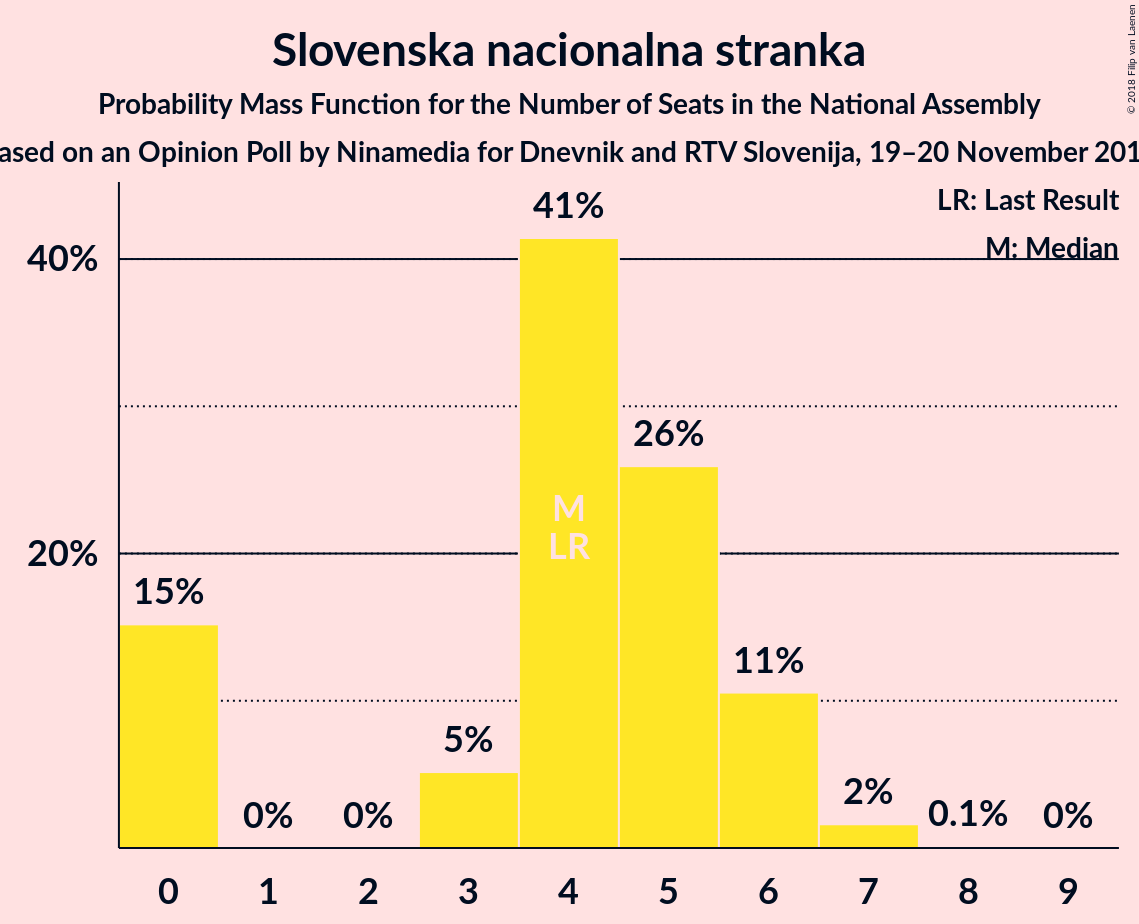 Slovenska nacionalna stranka
Probability Mass Function for the Number of Seats in the National Assembly
ased on an Opinion Poll by Ninamedia for Dnevnik and RTV Slovenija, 19–20 November 201
© 2018 Filip van Laenen
LR: Last Result
M: Median
40%
20%
41%
26%
15%
11%
5%
2%
0%
0%
0.1%
0%
M
LR
0 1 2 3 4 5 6 7 8 9